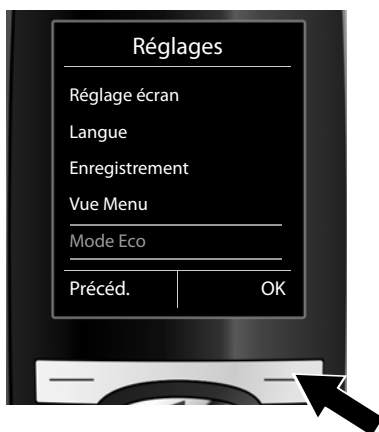 Réglages
Réglage écran
Langue
Enregistrement
Vue Menu
Mode Eco
Précéd. OK